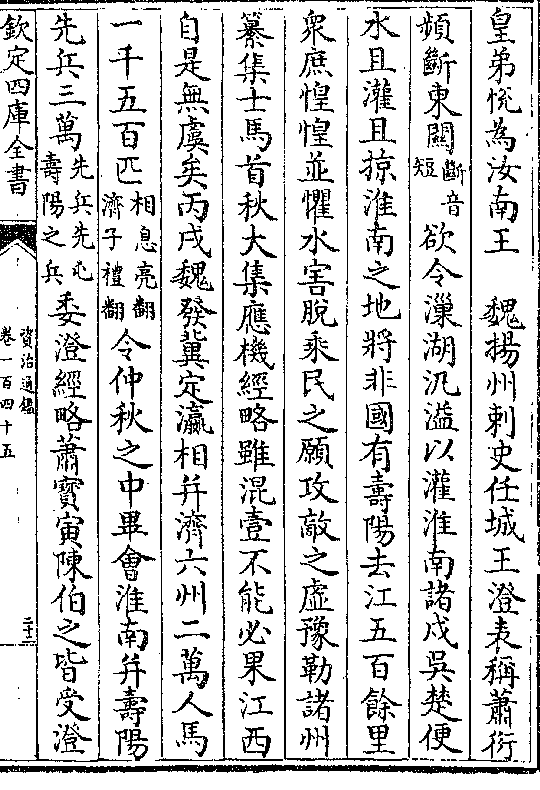 皇弟恱為汝南王　魏揚州刺史任城王澄表稱蕭衍
頻斷東關斷音短欲令漅湖汎溢以灌淮南諸戍吳楚便
水且灌且掠淮南之地將非國有壽陽去江五百餘里
衆庶惶惶並懼水害脫乘民之願攻敵之虛豫勒諸州
纂集士馬首秋大集應機經略雖混壹不能必果江西
自是無虞矣丙戌魏發冀定瀛相并濟六州二萬人馬
一千五百匹相息亮翻濟子禮翻令仲秋之中畢會淮南并壽陽
先兵三萬先兵先屯壽陽之兵委澄經略蕭寳寅陳伯之皆受澄
欽定四庫全書
資治通鑑
卷一百四十五